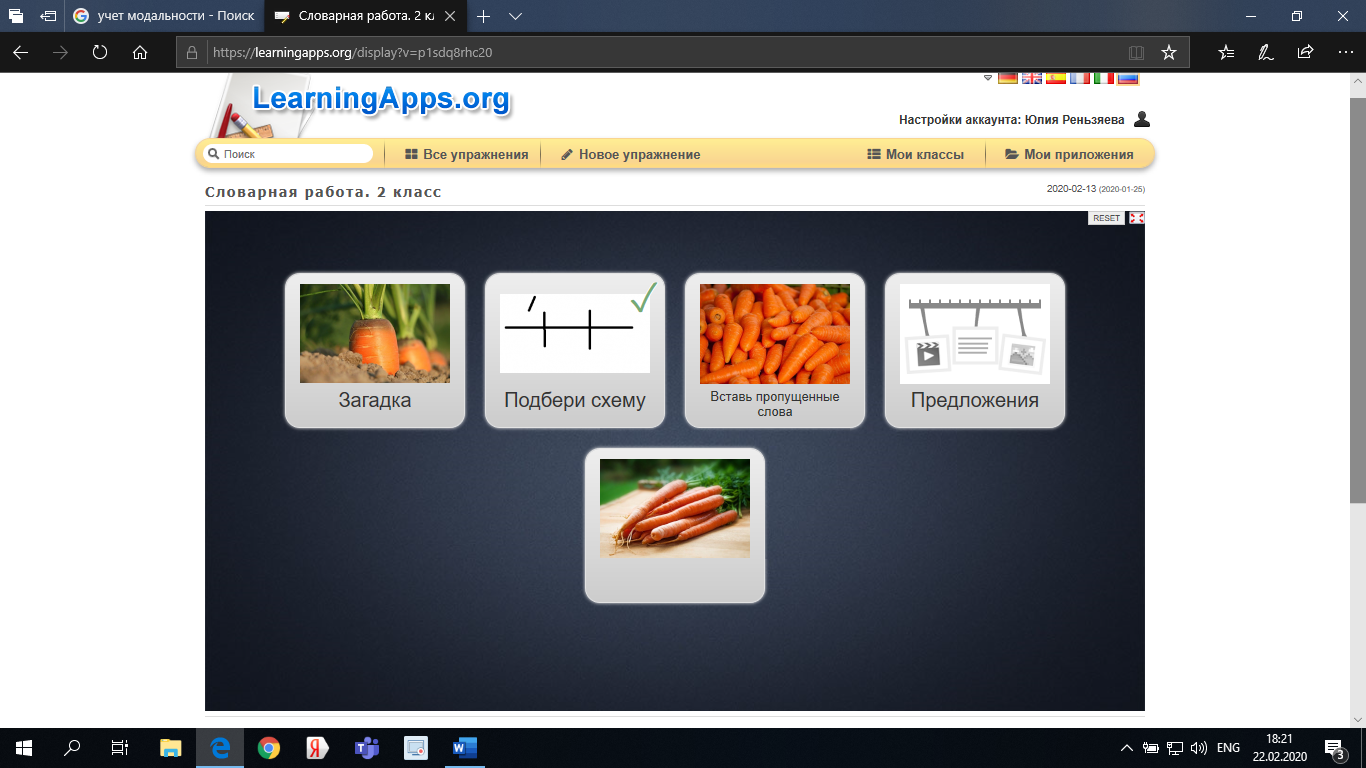 учет модальности - Поиск
Словарная работа. 2 кл
https://learningapps.org/display?v=p1sdq8rhc20
LearningApps.org
Настройки аккаунта: Юлия Реньзяева
Поиск
Все упражнения
Новое упражнение
Мои классы
Мои приложения
Словарная работа. 2 класс
2020-02-13 (2020-01-25)
RESET
Загадка
Подбери схему
Вставь пропущенные
слова
Предложения
ENG
18:21
22.02.2020
3